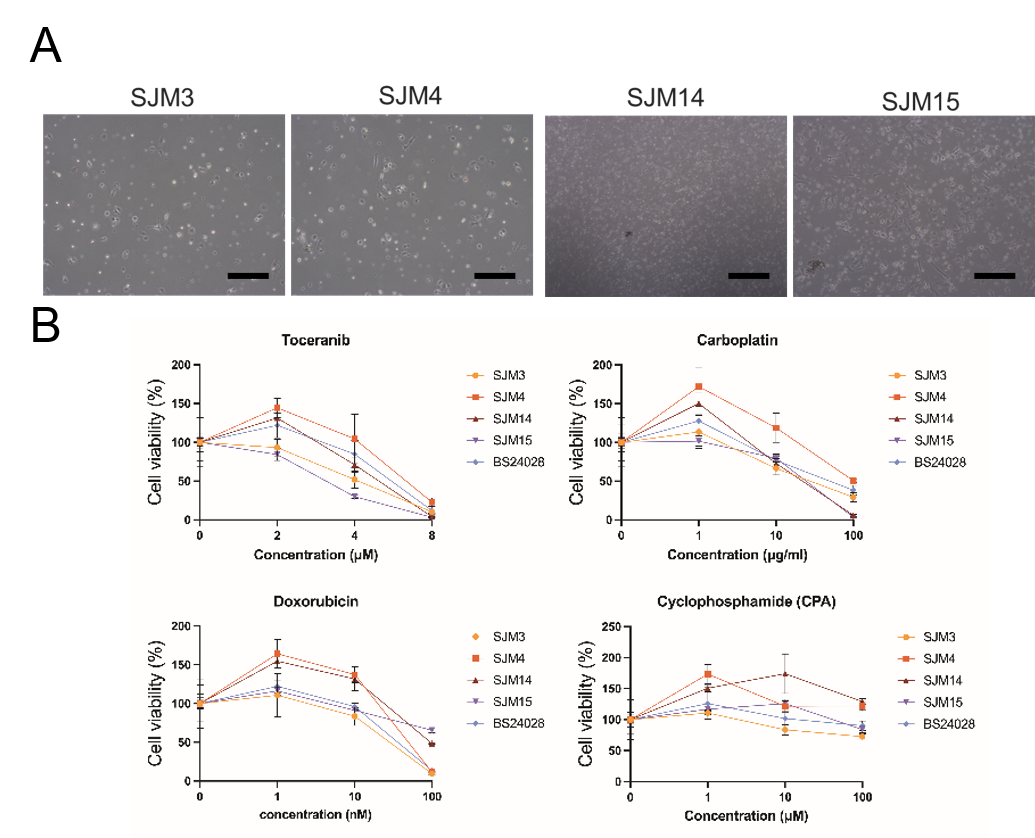 A
SJM3 SJM4 SJM14 SJM15
B
Toceranib
Cell viability (%)
200
150
100
50
0
0 2 4 8
Concentration (µM)
SJM3
SJM4
SJM14
SJM15
BS24028
Carboplatin
Cell viability (%)
200
150
100
50
0
0 1 10 100
Concentration (µg/ml)
SJM3
SJM4
SJM14
SJM15
BS24028
Doxorubicin
Cell viability (%)
200
150
100
50
0
0 1 10 100
concentration (nM)
SJM3
SJM4
SJM14
SJM15
BS24028
Cyclophosphamide (CPA)
Cell viability (%)
250
200
150
100
50
0
0 1 10 100
Concentration (µM)
SJM3
SJM4
SJM14
SJM15
BS24028